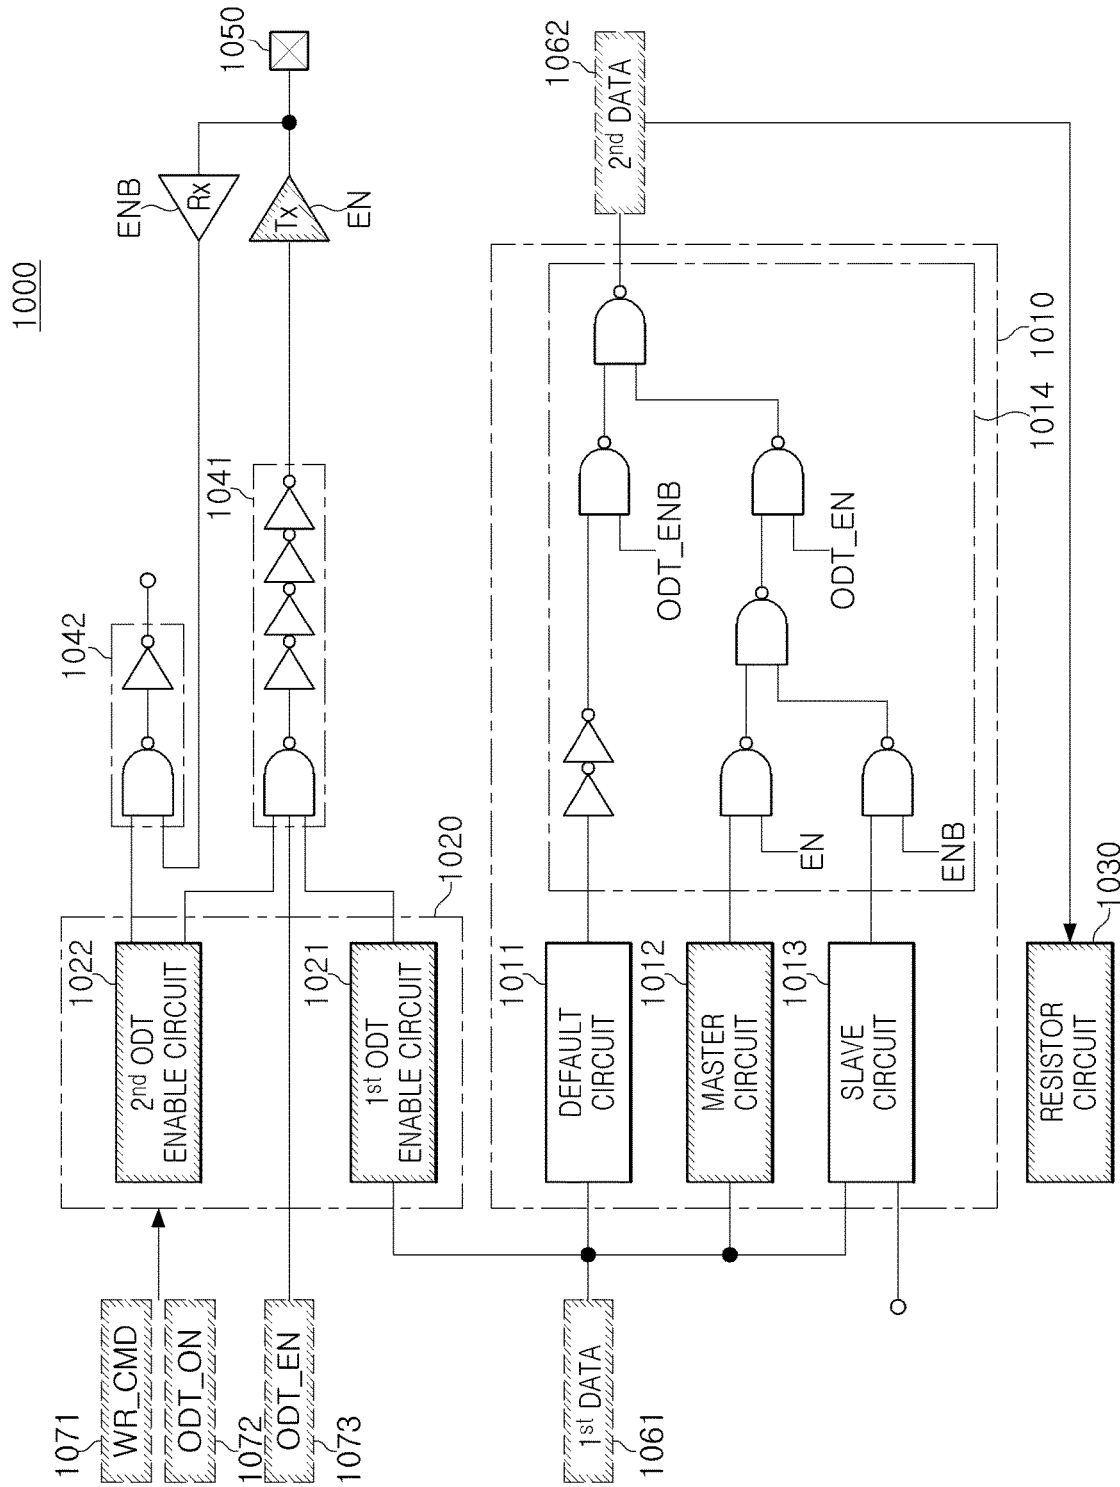 1000
1071
WR_CMD
ODT_ON
1072
ODT_EN
1073
1022
2nd ODT
ENABLE CIRCUIT
1021
1st ODT
ENABLE CIRCUIT
1020
1042
1041
ENB
Rx
Tx
EN
1050
1st DATA
1061
1011
DEFAULT
CIRCUIT
1012
MASTER
CIRCUIT
1013
SLAVE
CIRCUIT
EN
ENB
ODT_ENB
ODT_EN
1014
1010
1062
2nd DATA
1030
RESISTOR
CIRCUIT